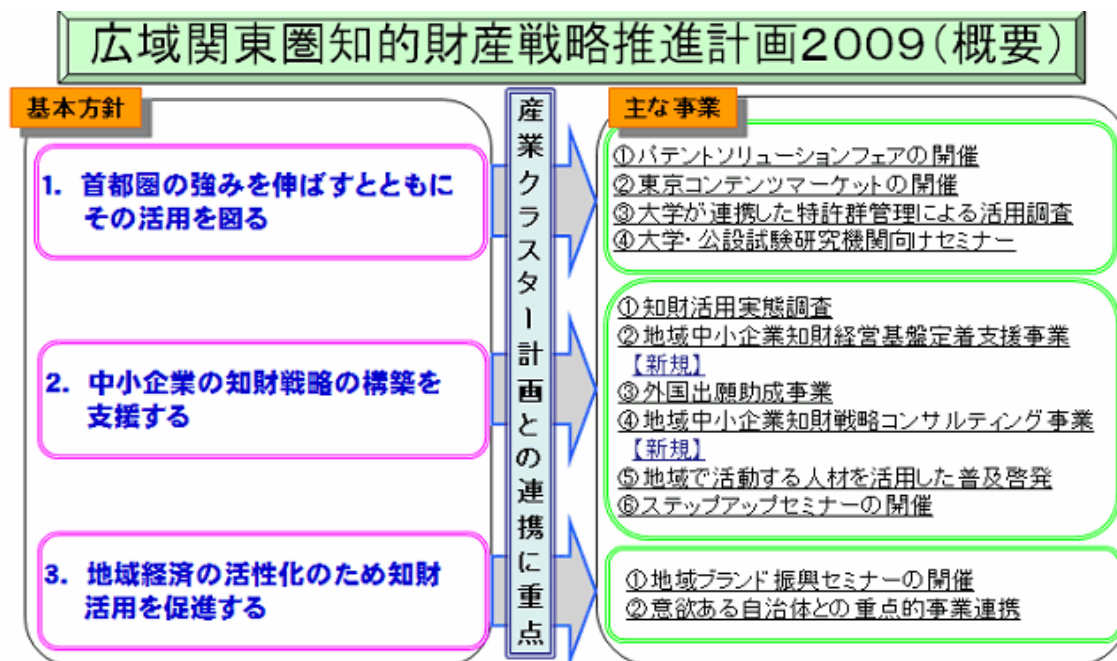 広域関東圏知的財産戦略推進計画2009(概要)
基本方針
1. 首都圏の強みを伸ばすとともに
その活用を図る
2. 中小企業の知財戦略の構築を
支援する
3. 地域経済の活性化のため知財
活用を促進する
産業クラスター計画との連携に重点
主な事業
①パテントソリューションフェアの開催
②東京コンテンツマーケットの開催
③大学が連携した特許群管理による活用調査
④大学・公設試験研究機関向けセミナー
①知財活用実態調査
②地域中小企業知財経営基盤定着支援事業
【新規】
③外国出願助成事業
④地域中小企業知財戦略コンサルティング事業
【新規】
⑤地域で活動する人材を活用した普及啓発
⑥ステップアップセミナーの開催
①地域ブランド振興セミナーの開催
②意欲ある自治体との重点的事業連携